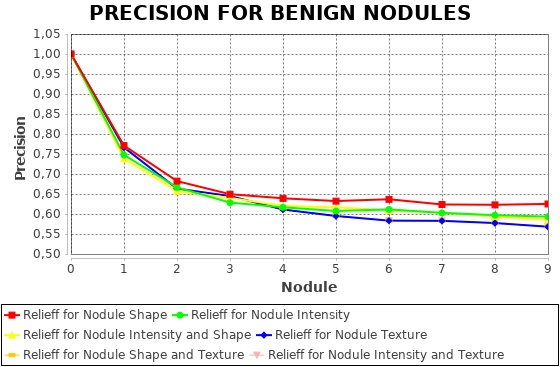 PRECISION FOR BENIGN NODULES
1,05
1,00
0,95
0,90
0,85
0,80
0,75
0,70
0,65
0,60
0,55
0,50
Precision
0 1 2 3 4 5 6 7 8 9
Nodule
Relieff for Nodule Shape Relieff for Nodule Intensity
Relieff for Nodule Intensity and Shape Relieff for Nodule Texture
Relieff for Nodule Shape and Texture Relieff for Nodule Intensity and Texture